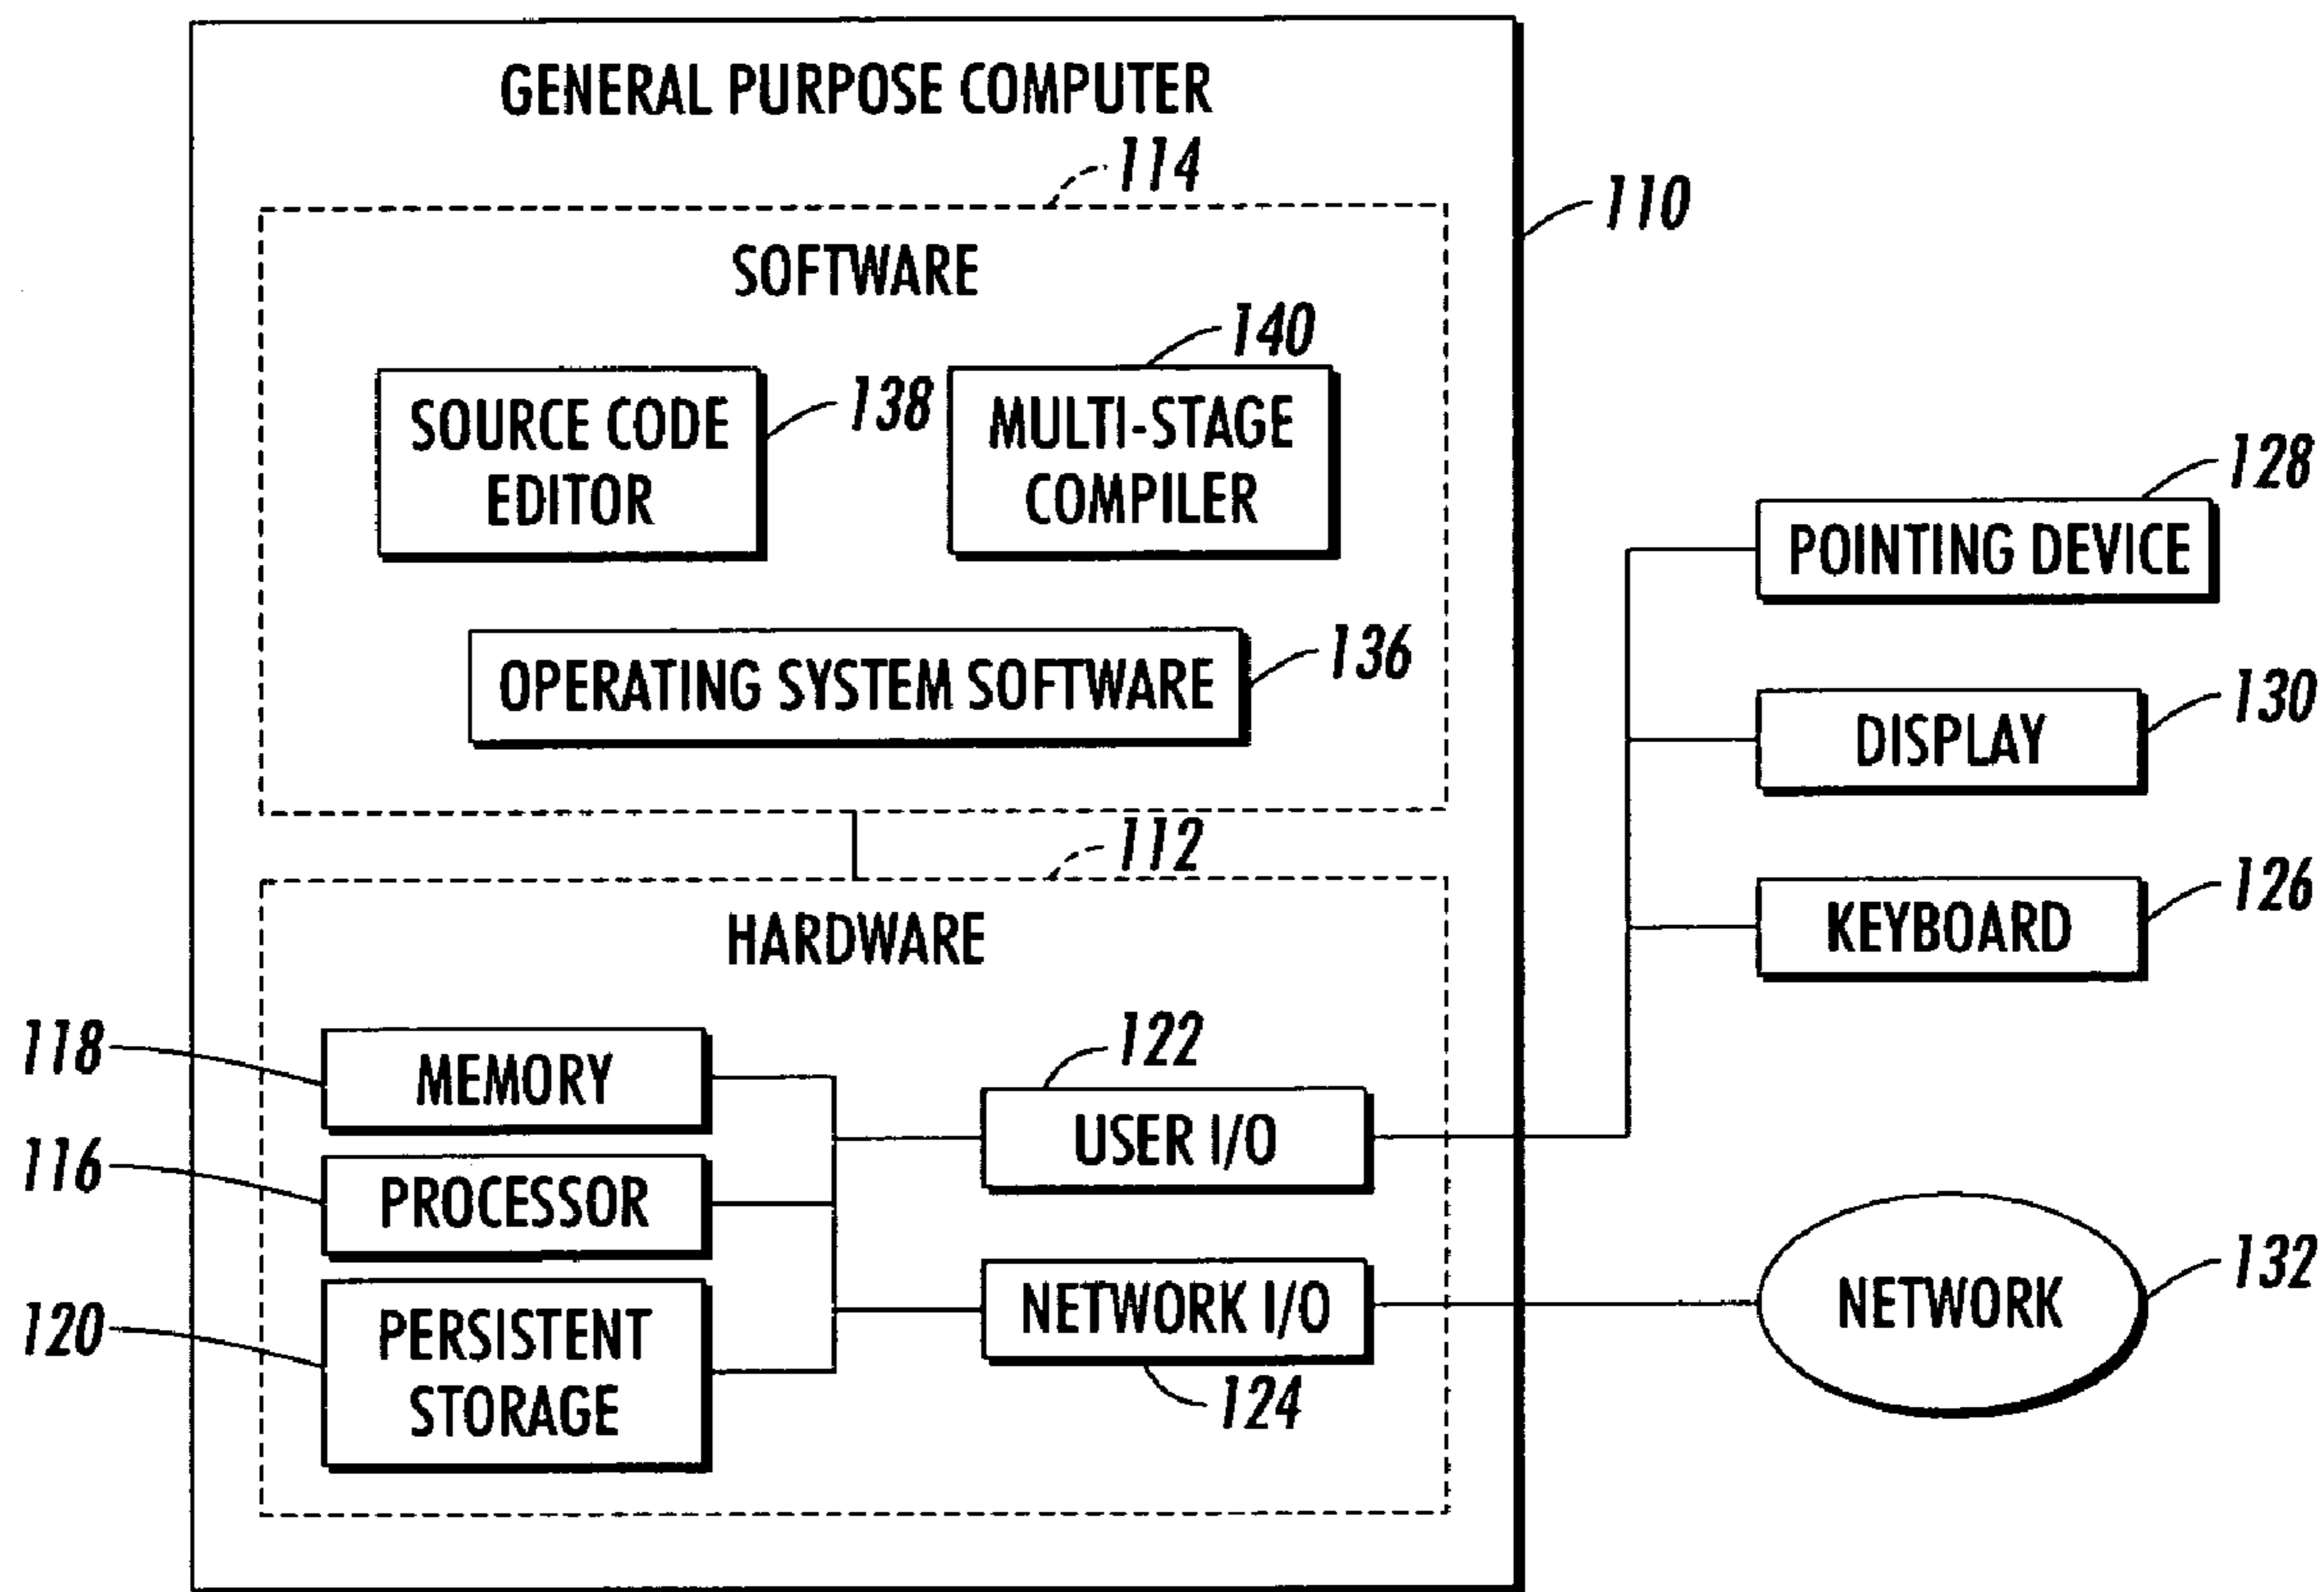 GENERAL PURPOSE COMPUTER
114
110
SOFTWARE
140
SOURCE CODE
EDITOR
138
MULTI-STAGE
COMPILER
128
POINTING DEVICE
OPERATING SYSTEM SOFTWARE
136
130
DISPLAY
112
126
KEYBOARD
HARDWARE
118
MEMORY
122
USER I/O
116
PROCESSOR
132
NETWORK
120
PERSISTENT
STORAGE
NETWORK I/O
124